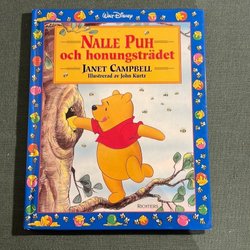 WALT DISNEY
NALLE PUH
och honungsträdet
JANET CAMPBELL
Illustrerad av John Kurtz
RICHTERS